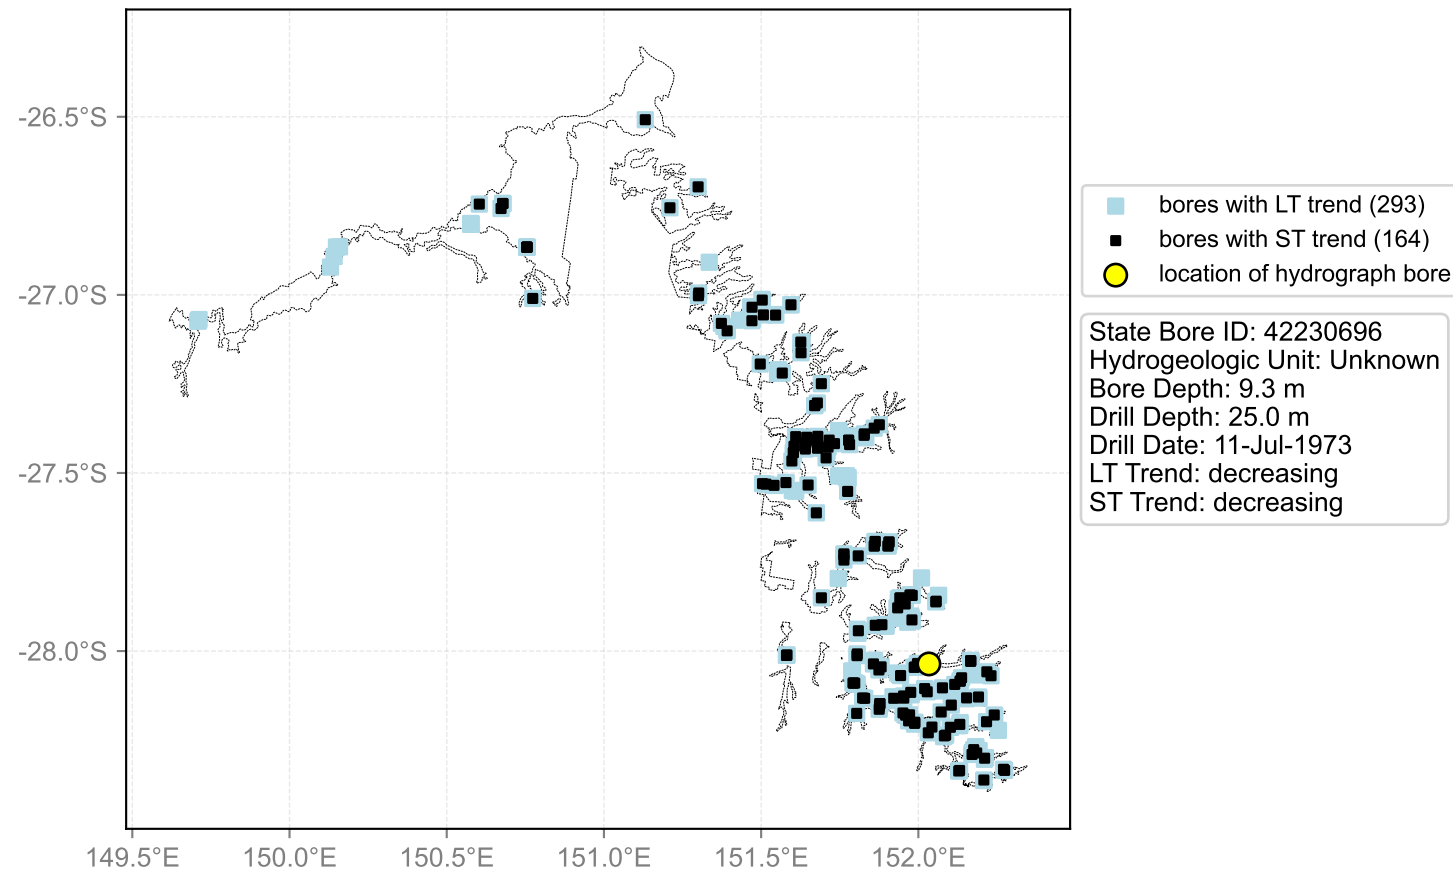 -26.5°S
-27.0°S
-27.5°S
-28.0°S
149.5°E
150.0°E
150.5°E
151.0°E
151.5°E
152.0°E
bores with LT trend (293)
bores with ST trend (164)
location of hydrograph bore
State Bore ID: 42230696
Hydrogeologic Unit: Unknown
Bore Depth: 9.3 m
Drill Depth: 25.0 m
Drill Date: 11-Jul-1973
LT Trend: decreasing
ST Trend: decreasing